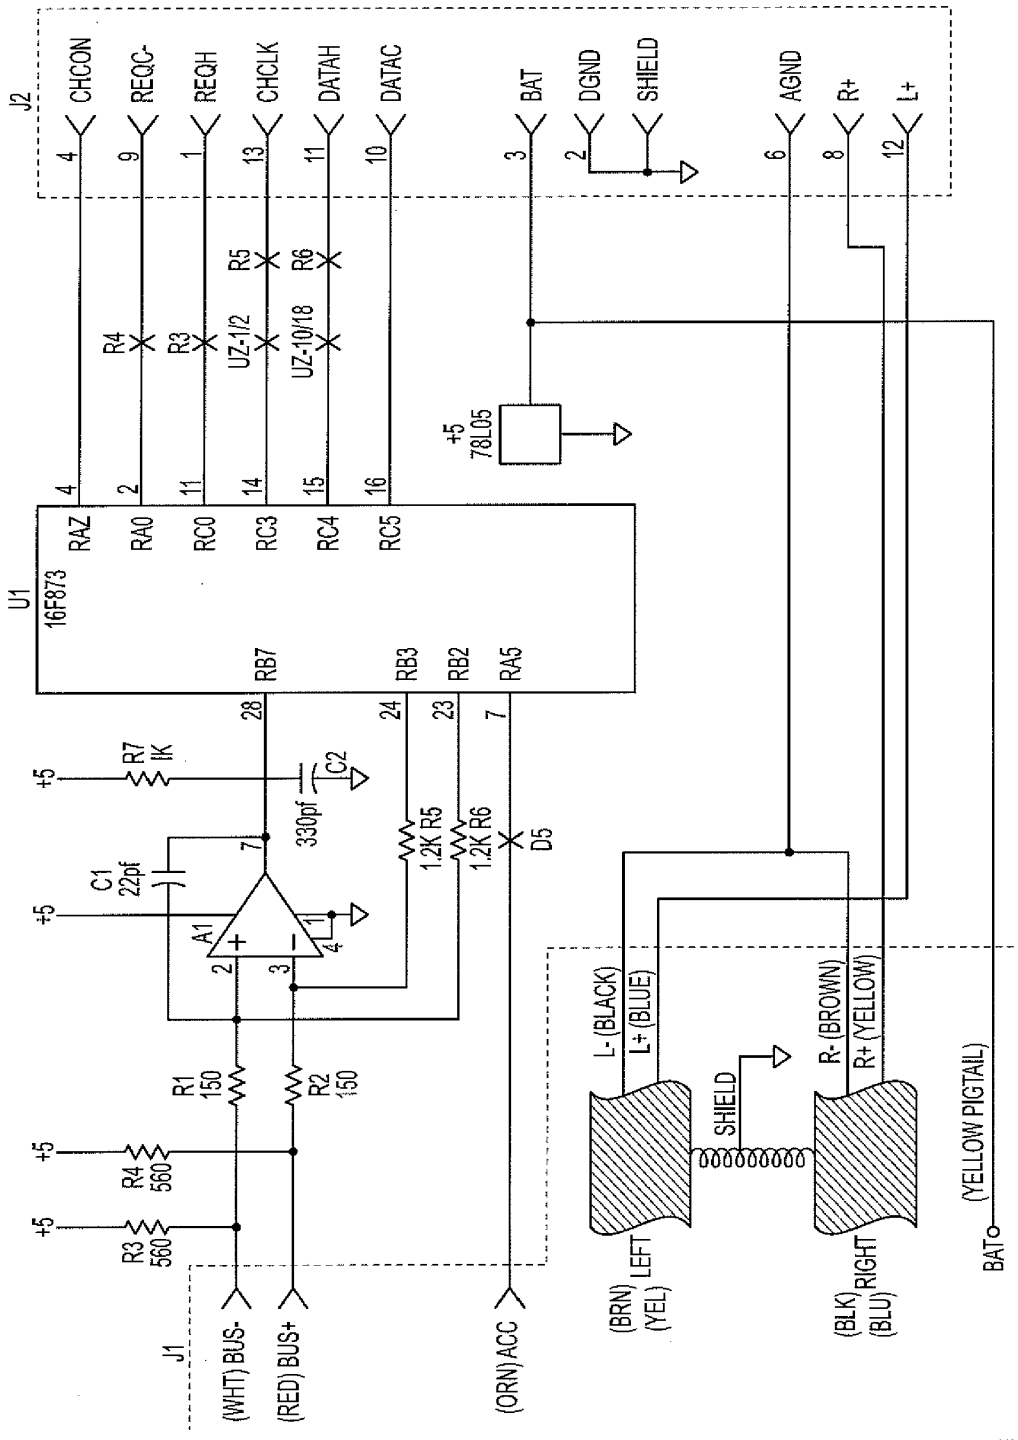 J2
4 CHCON
9 REQC-
1 REQH
13 CHCLK
11 DATAH
10 DATAC
3 BAT
2 DGND
SHIELD
6 AGND
8 R+
12 L+
R4
R3
R5
UZ-1/2
R6
UZ-10/18
+5
78L05
U1
16F873
4 RAZ
2 RA0
11 RC0
14 RC3
15 RC4
16 RC5
28 RB7
24 RB3
23 RB2
7 RA5
+5
R7
1K
330pf
C2
C1
22pf
+5
A1
7
+
-
2
3
1
4
1.2K R5
1.2K R6
D5
R1
150
R2
150
+5
R4
560
+5
R3
560
J1
(WHT) BUS-
(RED) BUS+
(ORN) ACC
L- (BLACK)
L+ (BLUE)
SHIELD
R- (BROWN)
R+ (YELLOW)
(BRN)
(YEL)
LEFT
(BLK)
(BLU)
RIGHT
(YELLOW PIGTAIL)
BAT